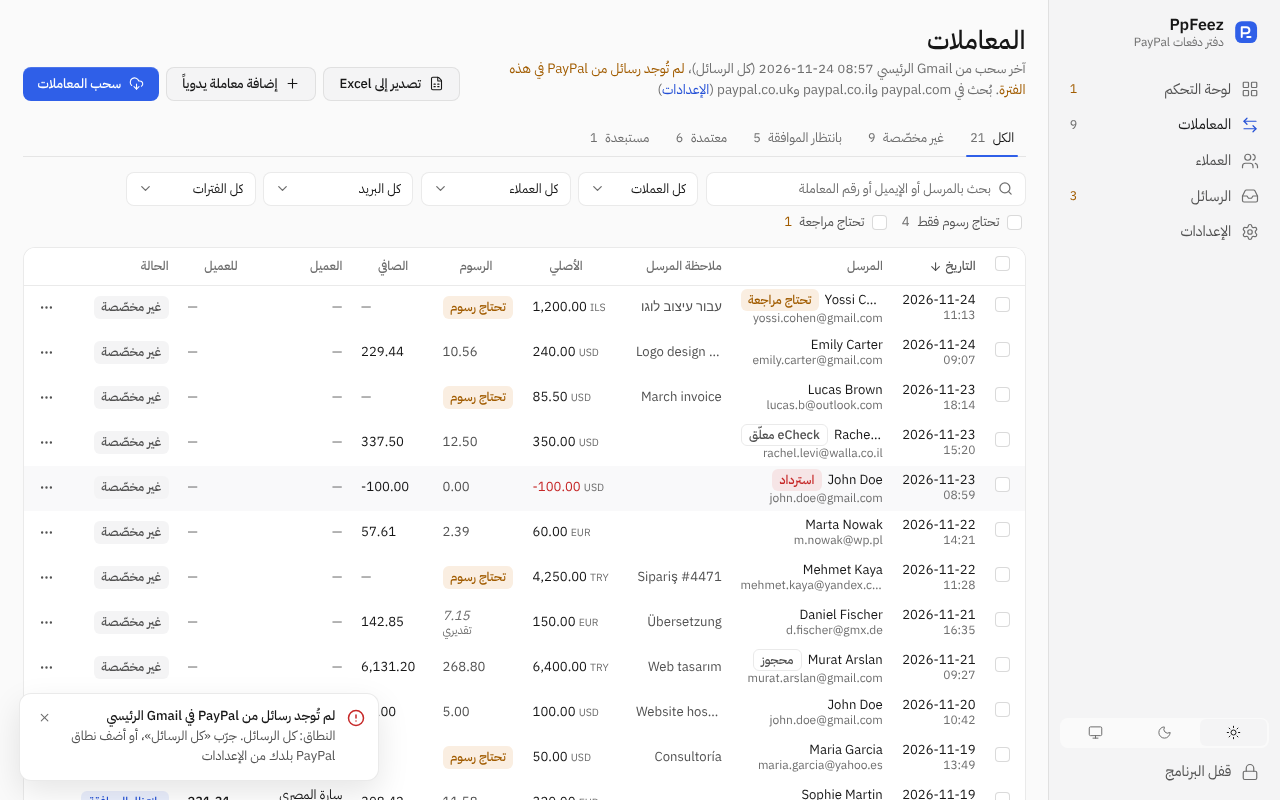 PpFeez
دفتر دفعات PayPal
لوحة التحكم 1
المعاملات 9
العملاء
الرسائل 3
الإعدادات
قفل البرنامج
المعاملات
آخر سحب من Gmail الرئيسي 2026-11-24 08:57 (كل الرسائل)، لم تُوجد رسائل من PayPal في هذه
الفترة. بُحث في paypal.com وpaypal.co.il وpaypal.co.uk (الإعدادات)
تصدير إلى Excel
إضافة معاملة يدوياً
سحب المعاملات
الكل 21 غير مخصّصة 9 بانتظار الموافقة 5 معتمدة 6 مستبعدة 1
بحث بالمرسل أو الإيميل أو رقم المعاملة
كل العملات
كل العملاء
كل البريد
كل الفترات
تحتاج رسوم فقط 4 تحتاج مراجعة 1
التاريخ المرسل ملاحظة المرسل الأصلي الرسوم الصافي العميل للعميل الحالة
2026-11-24 Yossi C... تحتاج مراجعة עבור עיצוב לוגו 1,200.00 ILS تحتاج رسوم — — — غير مخصّصة
11:13 yossi.cohen@gmail.com
2026-11-24 Emily Carter Logo design ... 240.00 USD 10.56 229.44 — — غير مخصّصة
09:07 emily.carter@gmail.com
2026-11-23 Lucas Brown March invoice 85.50 USD تحتاج رسوم — — — غير مخصّصة
18:14 lucas.b@outlook.com
2026-11-23 Rache... eCheck معلّق 350.00 USD 12.50 337.50 — — غير مخصّصة
15:20 rachel.levi@walla.co.il
2026-11-23 John Doe استرداد -100.00 USD 0.00 -100.00 — — غير مخصّصة
08:59 john.doe@gmail.com
2026-11-22 Marta Nowak 60.00 EUR 2.39 57.61 — — غير مخصّصة
14:21 m.nowak@wp.pl
2026-11-22 Mehmet Kaya Sipariş #4471 4,250.00 TRY تحتاج رسوم — — — غير مخصّصة
11:28 mehmet.kaya@yandex.c...
2026-11-21 Daniel Fischer Übersetzung 150.00 EUR 7.15 تقديري 142.85 — — غير مخصّصة
16:35 d.fischer@gmx.de
2026-11-21 Murat Arslan محجوز Web tasarım 6,400.00 TRY 268.80 6,131.20 — — غير مخصّصة
09:27 murat.arslan@gmail.com
2026-11-20 John Doe Website hos... 100.00 USD 5.00
10:42 john.doe@gmail.com
2026-11-19 Maria Garcia Consultoría 50.00 USD تحتاج رسوم
13:49 maria.garcia@yahoo.es
2026-11-19 Sophie Martin سارة المصري
لم تُوجد رسائل من PayPal في Gmail الرئيسي
النطاق: كل الرسائل. جرّب «كل الرسائل»، أو أضف نطاق
PayPal بلدك من الإعدادات